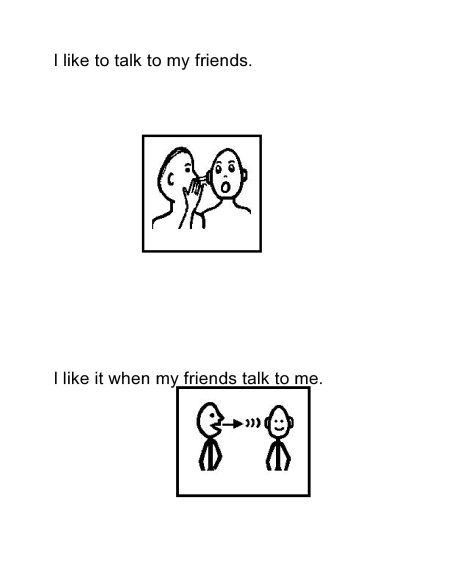 I like to talk to my friends.
I like it when my friends talk to me.